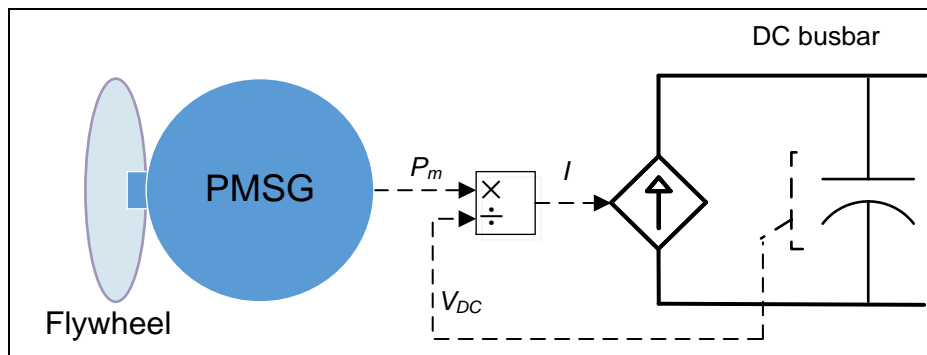 DC busbar
PMSG
P_m
×
÷
I
V_DC
Flywheel